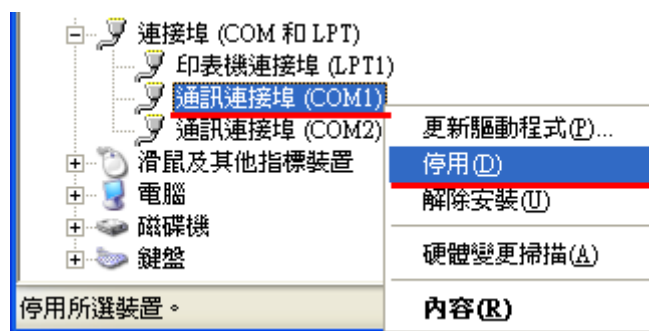 連接埠 (COM 和 LPT)
印表機連接埠 (LPT1)
通訊連接埠 (COM1)
通訊連接埠 (COM2)
滑鼠及其他指標裝置
電腦
磁碟機
鍵盤
停用所選裝置。
更新驅動程式(P)...
停用(D)
解除安裝(U)
硬體變更掃描(A)
內容(R)